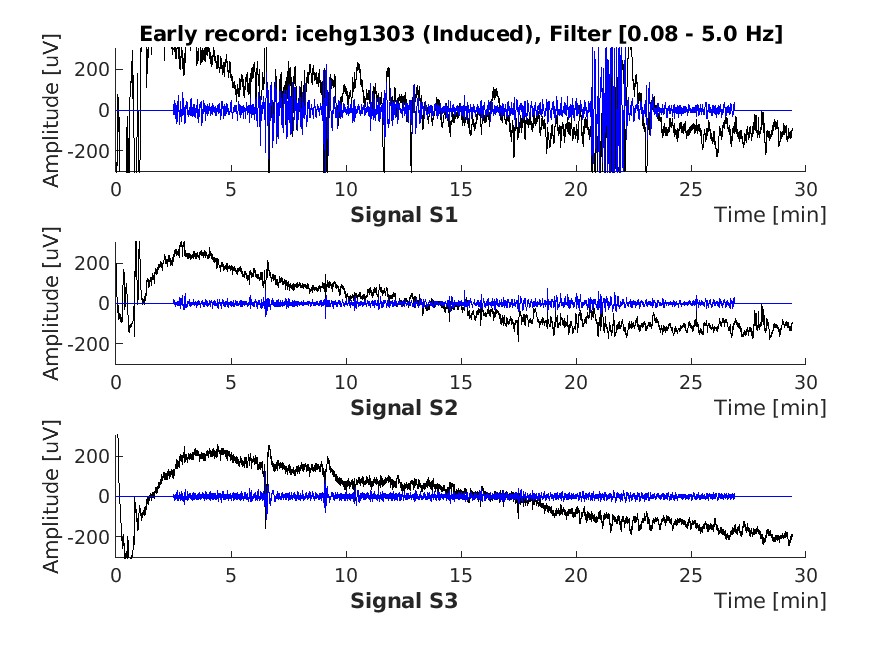 Early record: icehg1303 (Induced), Filter [0.08 - 5.0 Hz]
Amplitude [uV]
200
0
-200
0 5 10 15 20 25 30
Signal S1
Time [min]
Amplitude [uV]
200
0
-200
0 5 10 15 20 25 30
Signal S2
Time [min]
Amplitude [uV]
200
0
-200
0 5 10 15 20 25 30
Signal S3
Time [min]